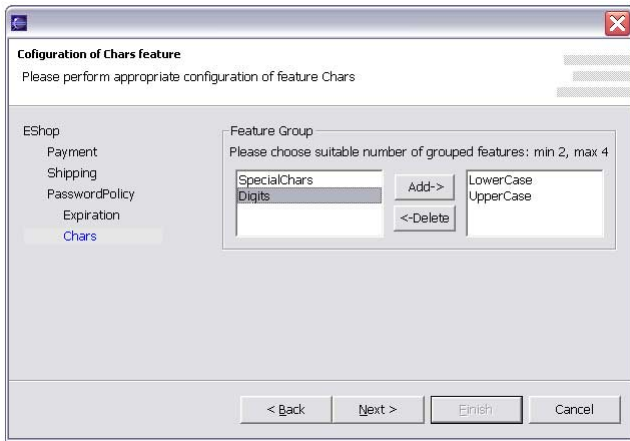 Cofiguration of Chars feature
Please perform appropriate configuration of feature Chars
EShop
Payment
Shipping
PasswordPolicy
Expiration
Chars
Feature Group
Please choose suitable number of grouped features: min 2, max 4
SpecialChars
Digits
Add->
<-Delete
LowerCase
UpperCase
< Back
Next >
Finish
Cancel